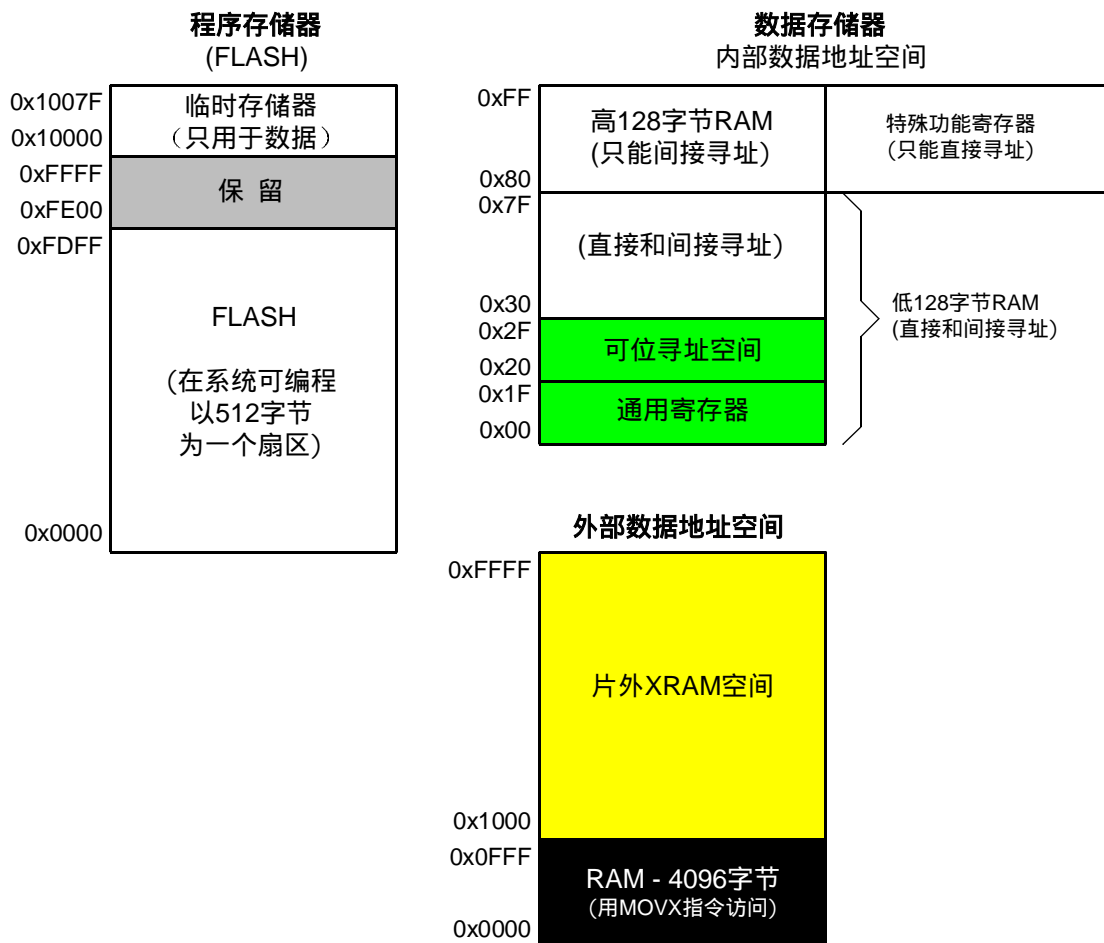 程序存储器
(FLASH)
0x1007F
临时存储器
0x10000
（只用于数据）
0xFFFF
保 留
0xFE00
0xFDFF
FLASH
(在系统可编程
以512字节
为一个扇区)
0x0000
数据存储器
内部数据地址空间
0xFF
高128字节RAM
(只能间接寻址)
特殊功能寄存器
(只能直接寻址)
0x80
0x7F
(直接和间接寻址)
0x30
低128字节RAM
(直接和间接寻址)
0x2F
可位寻址空间
0x20
0x1F
通用寄存器
0x00
外部数据地址空间
0xFFFF
片外XRAM空间
0x1000
0x0FFF
RAM - 4096字节
(用MOVX指令访问)
0x0000